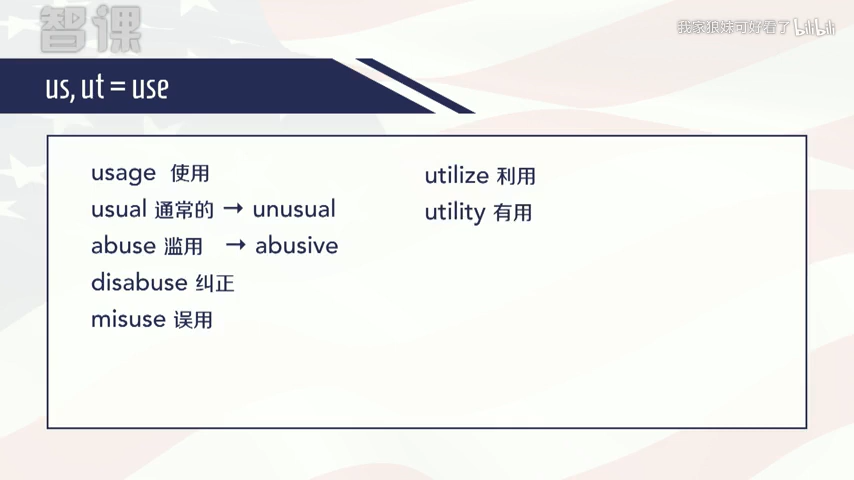 智课
我家狼妹可好看了 bilibili
us, ut = use
usage 使用
usual 通常的 → unusual
abuse 滥用 → abusive
disabuse 纠正
misuse 误用
utilize 利用
utility 有用